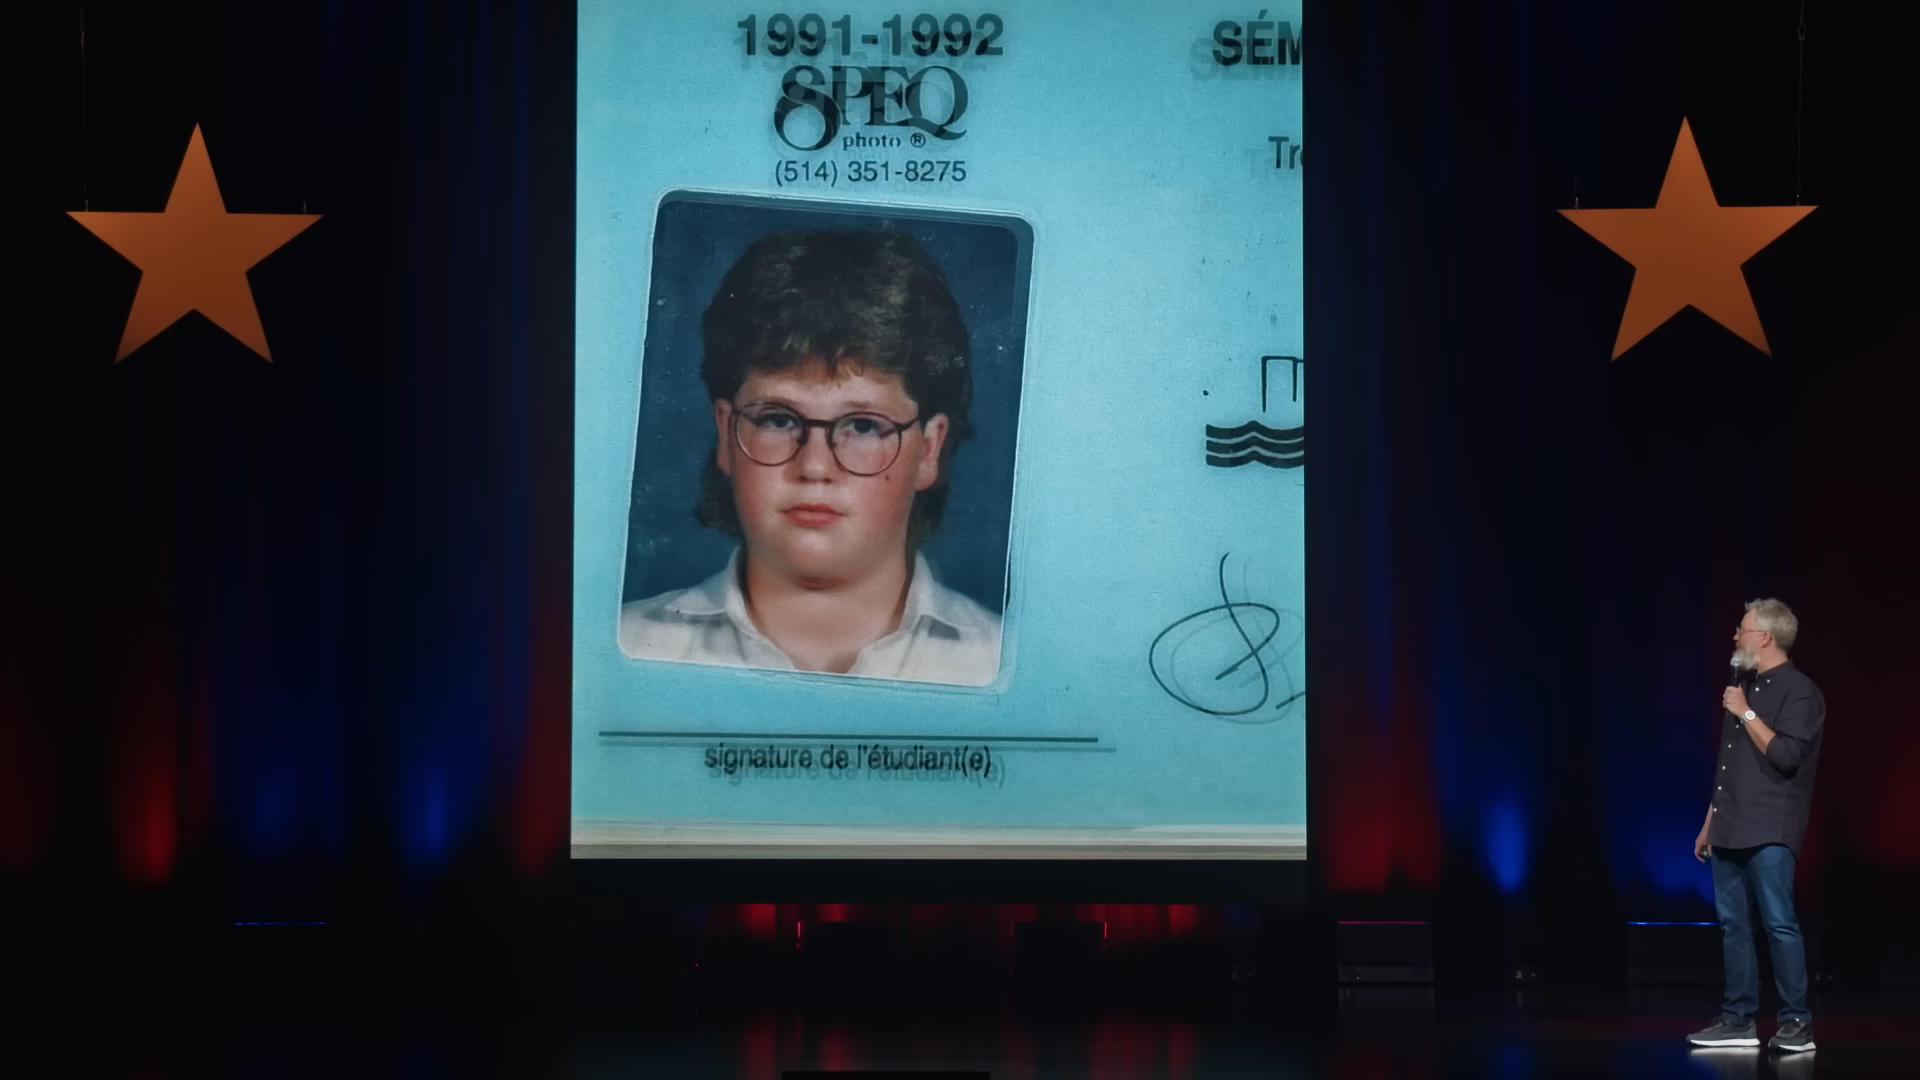 1991-1992
SPEQ
photo ®
(514) 351-8275
SÉM
Tr
signature de l'étudiant(e)